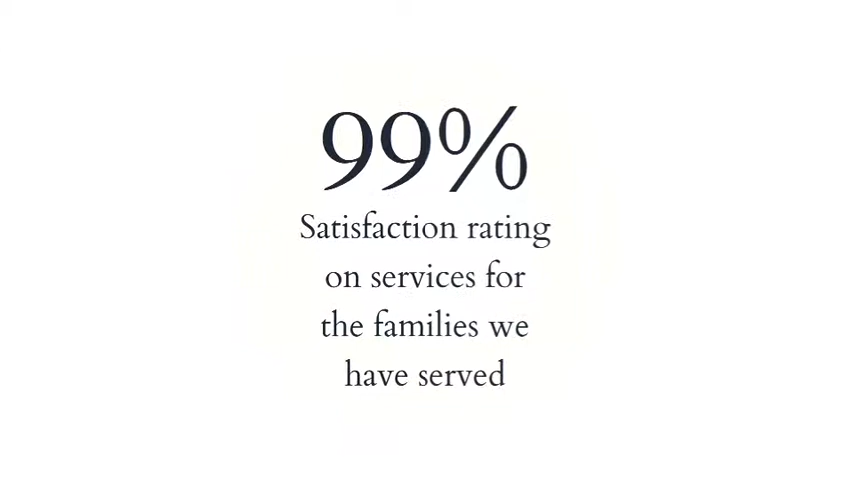 99%
Satisfaction rating
on services for
the families we
have served